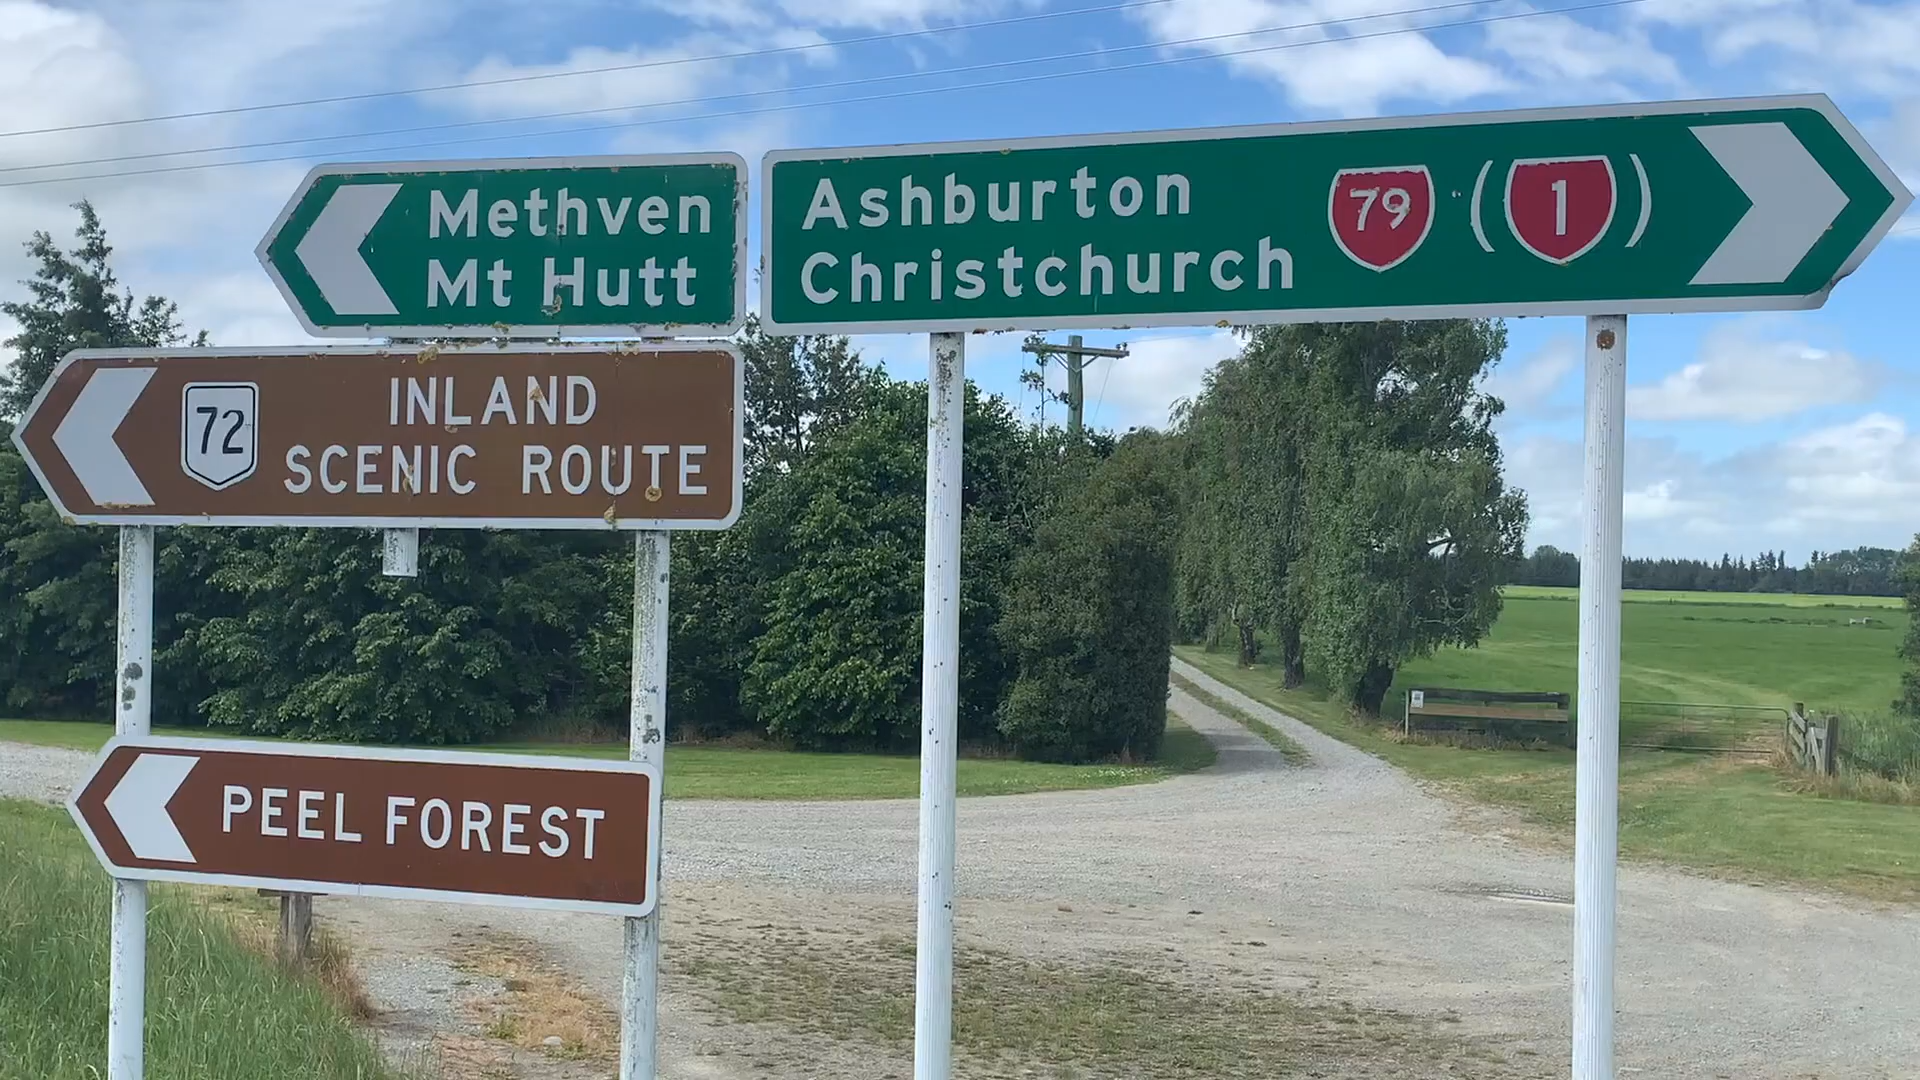 Methven
Mt Hutt
72
INLAND
SCENIC ROUTE
PEEL FOREST
Ashburton
Christchurch
79 (1)